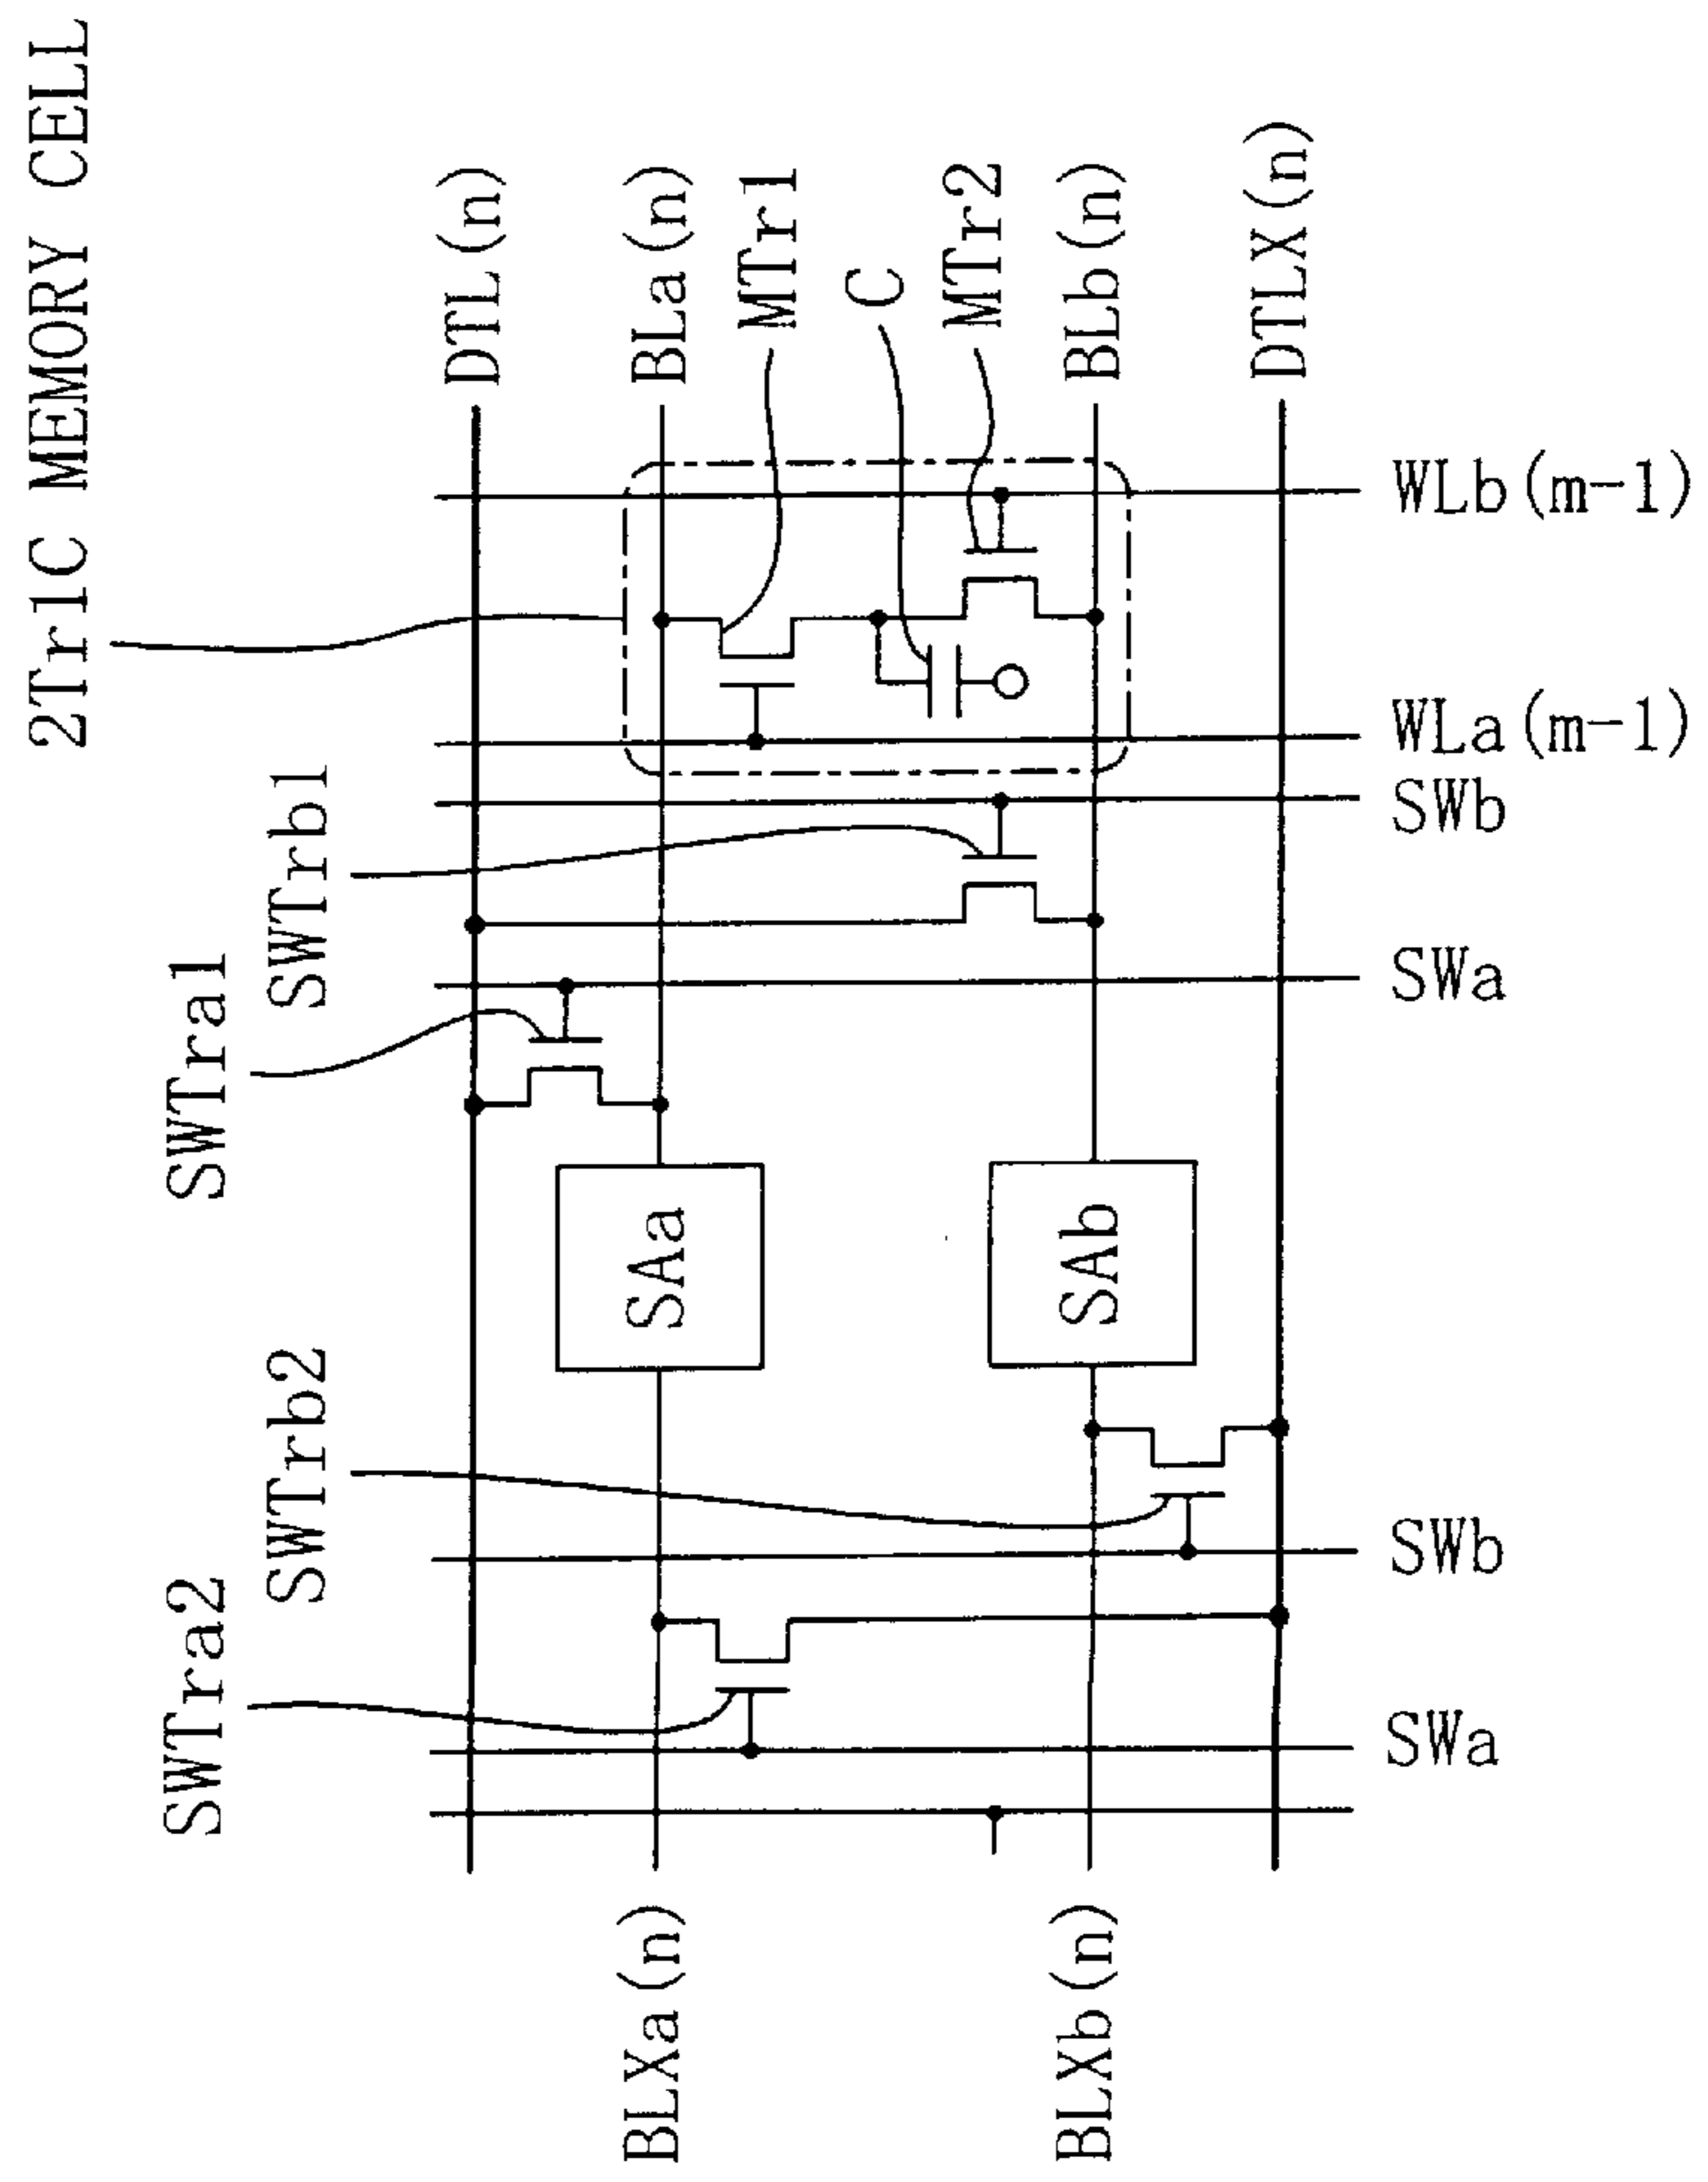 2Tr1C MEMORY CELL
DTL(n)
BLa(n)
MTr1
C
MTr2
BLb(n)
DTLX(n)
WLb(m-1)
WLa(m-1)
SWb
SWa
SWTrb1
SWTra1
SAa
SAb
SWTrb2
SWTra2
SWb
SWa
BLXa(n)
BLXb(n)